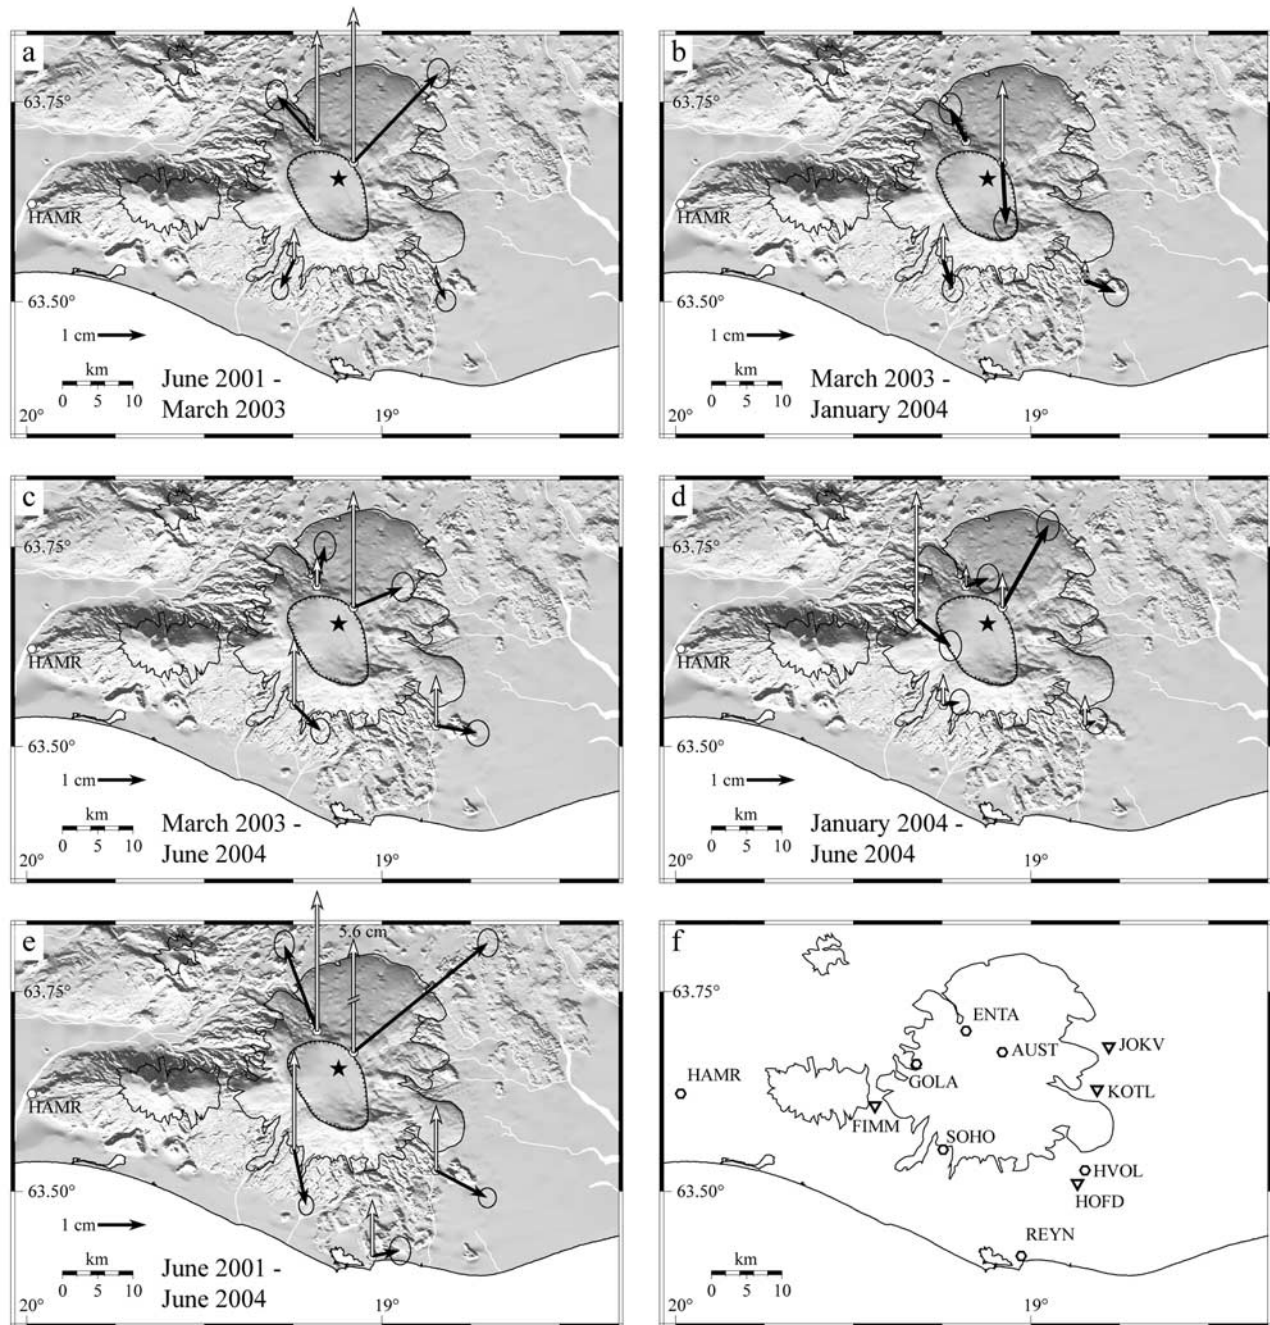 a
63.75°
HAMR
63.50°
1 cm
km
0 5 10
June 2001 -
March 2003
20° 19°
b
63.75°
HAMR
63.50°
1 cm
km
0 5 10
March 2003 -
January 2004
20° 19°
c
63.75°
HAMR
63.50°
1 cm
km
0 5 10
March 2003 -
June 2004
20° 19°
d
63.75°
HAMR
63.50°
1 cm
km
0 5 10
January 2004 -
June 2004
20° 19°
e
5.6 cm
63.75°
HAMR
63.50°
1 cm
km
0 5 10
June 2001 -
June 2004
20° 19°
f
63.75°
ENTA
AUST
JOKV
HAMR
GOLA
KOTL
FIMM
SOHO
HVOL
63.50°
HOFD
REYN
km
0 5 10
20° 19°